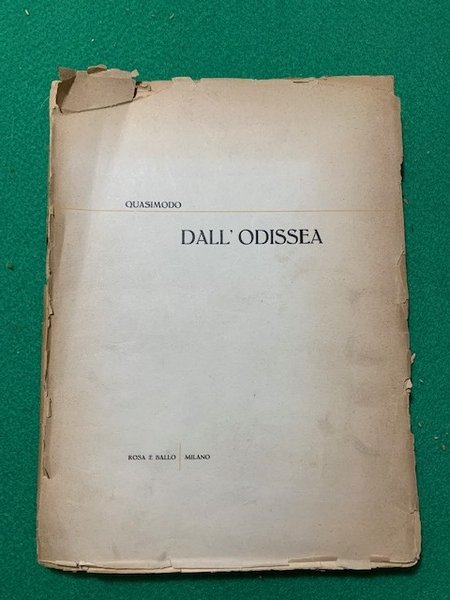 QUASIMODO
DALL' ODISSEA
ROSA E BALLO | MILANO